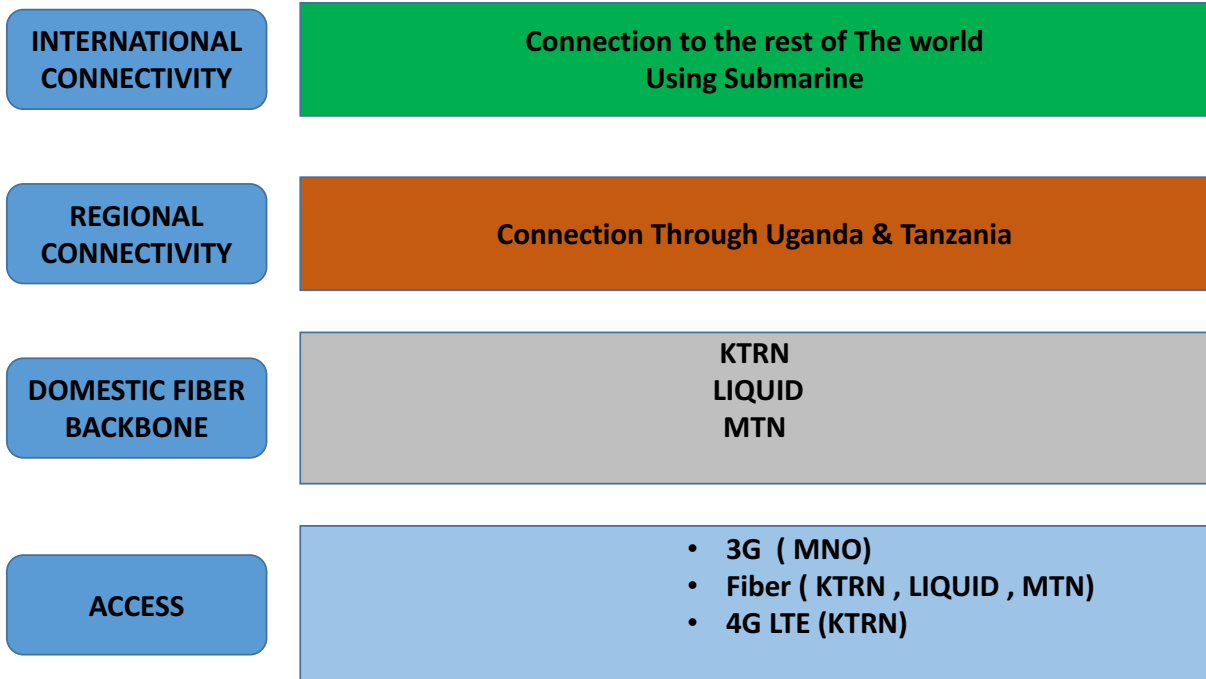 INTERNATIONAL
CONNECTIVITY
Connection to the rest of The world
Using Submarine
REGIONAL
CONNECTIVITY
Connection Through Uganda & Tanzania
DOMESTIC FIBER
BACKBONE
KTRN
LIQUID
MTN
ACCESS
• 3G ( MNO)
• Fiber ( KTRN , LIQUID , MTN)
• 4G LTE (KTRN)